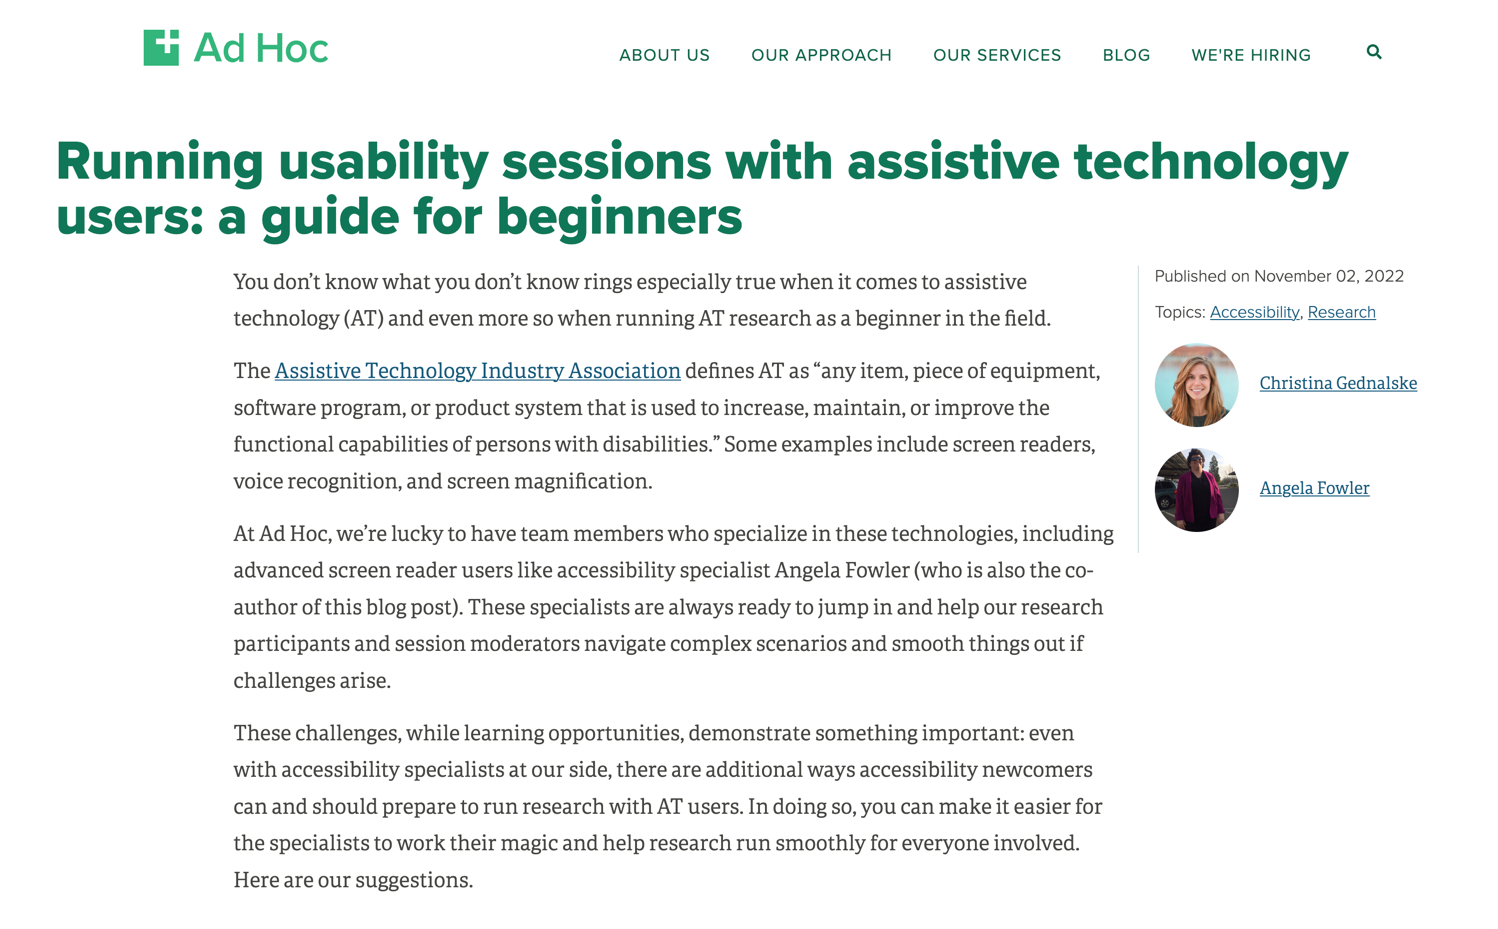 Ad Hoc
ABOUT US
OUR APPROACH
OUR SERVICES
BLOG
WE'RE HIRING
Running usability sessions with assistive technology
users: a guide for beginners
You don’t know what you don’t know rings especially true when it comes to assistive
technology (AT) and even more so when running AT research as a beginner in the field.
The Assistive Technology Industry Association defines AT as “any item, piece of equipment,
software program, or product system that is used to increase, maintain, or improve the
functional capabilities of persons with disabilities.” Some examples include screen readers,
voice recognition, and screen magnification.
At Ad Hoc, we’re lucky to have team members who specialize in these technologies, including
advanced screen reader users like accessibility specialist Angela Fowler (who is also the co-
author of this blog post). These specialists are always ready to jump in and help our research
participants and session moderators navigate complex scenarios and smooth things out if
challenges arise.
These challenges, while learning opportunities, demonstrate something important: even
with accessibility specialists at our side, there are additional ways accessibility newcomers
can and should prepare to run research with AT users. In doing so, you can make it easier for
the specialists to work their magic and help research run smoothly for everyone involved.
Here are our suggestions.
Published on November 02, 2022
Topics: Accessibility, Research
Christina Gednalske
Angela Fowler